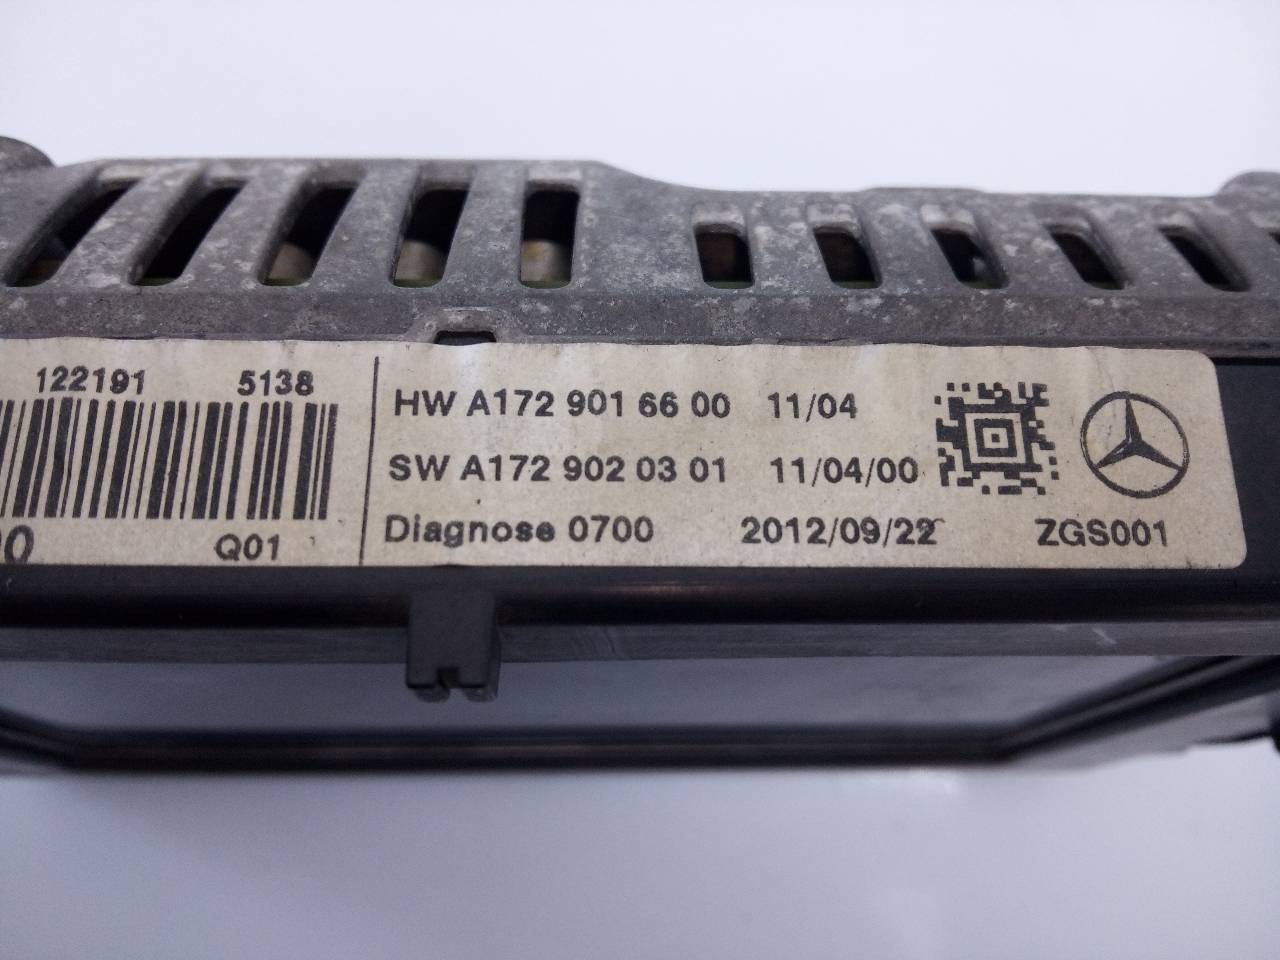 122191 5138
Q01
HW A172 901 66 00 11/04
SW A172 902 03 01 11/04/00
Diagnose 0700 2012/09/22 ZGS001